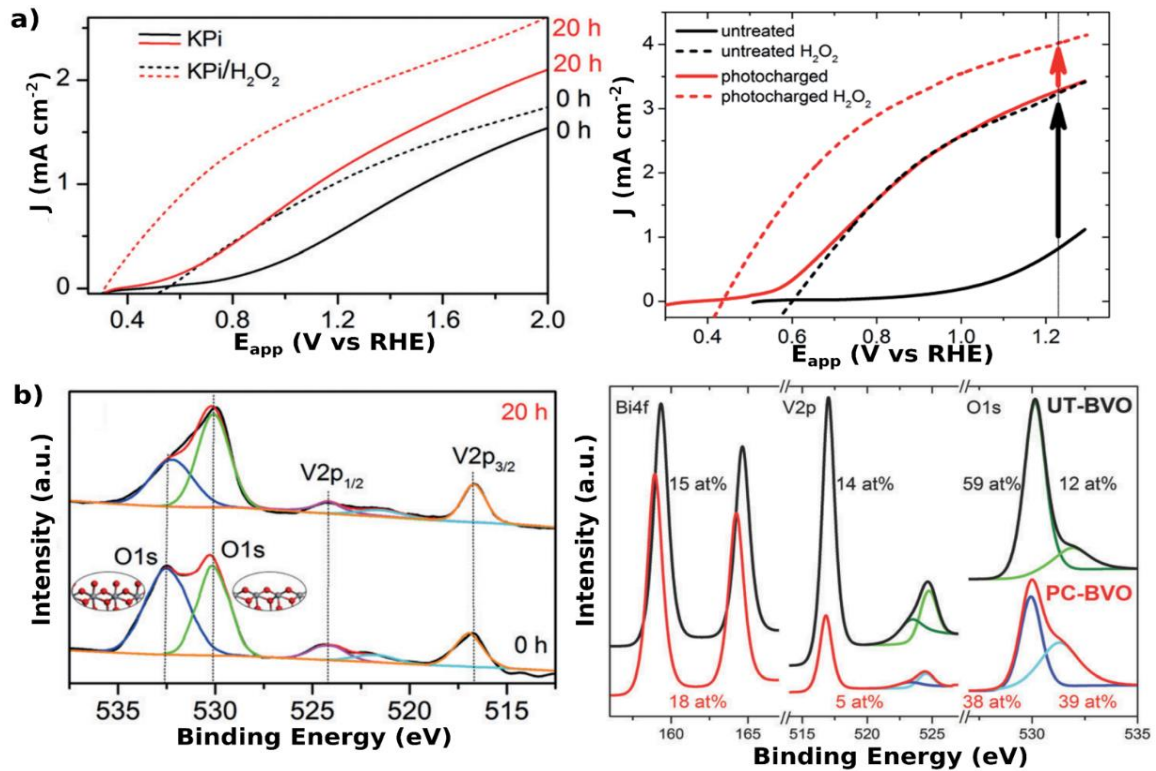 a)
J (mA cm⁻²)
2
1
0
KPi
KPi/H₂O₂
20 h
20 h
0 h
0 h
0.4 0.8 1.2 1.6 2.0
E_app (V vs RHE)
J (mA cm⁻²)
4
3
2
1
0
untreated
untreated H₂O₂
photocharged
photocharged H₂O₂
0.4 0.6 0.8 1.0 1.2
E_app (V vs RHE)
b)
Intensity (a.u.)
20 h
V2p₁/₂
V2p₃/₂
O1s
O1s
0 h
535 530 525 520 515
Binding Energy (eV)
Intensity (a.u.)
Bi4f
V2p
O1s
UT-BVO
15 at%
14 at%
59 at%
12 at%
PC-BVO
18 at%
5 at%
38 at%
39 at%
160 165 515 520 525 530 535
Binding Energy (eV)